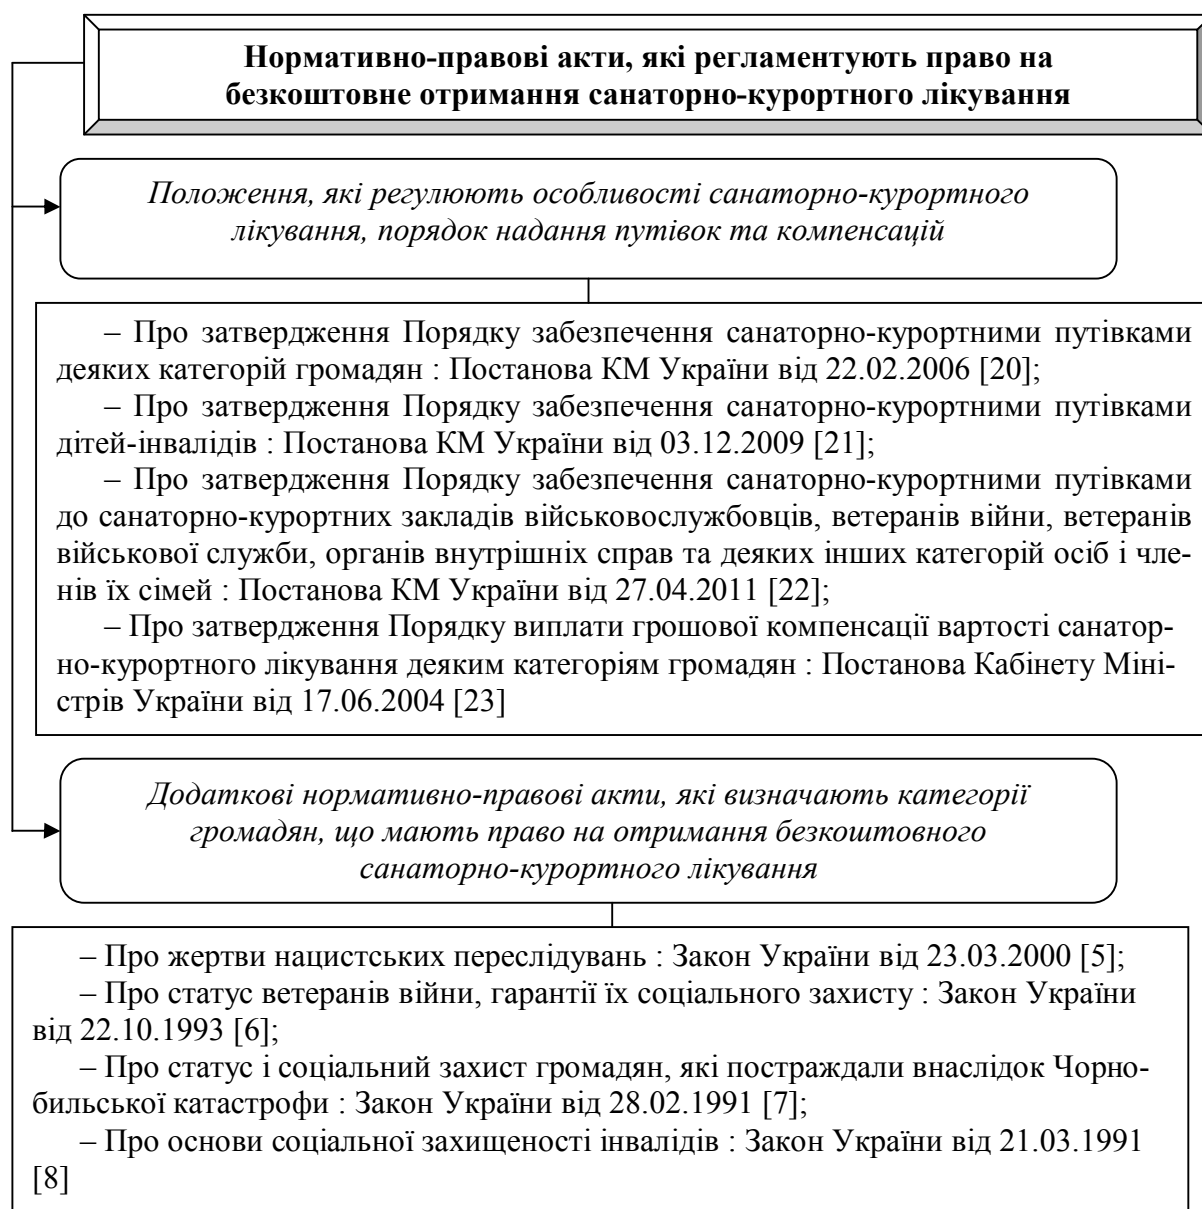 Нормативно-правові акти, які регламентують право на
безкоштовне отримання санаторно-курортного лікування
Положення, які регулюють особливості санаторно-курортного
лікування, порядок надання путівок та компенсацій
– Про затвердження Порядку забезпечення санаторно-курортними путівками
деяких категорій громадян : Постанова КМ України від 22.02.2006 [20];
– Про затвердження Порядку забезпечення санаторно-курортними путівками
дітей-інвалідів : Постанова КМ України від 03.12.2009 [21];
– Про затвердження Порядку забезпечення санаторно-курортними путівками
до санаторно-курортних закладів військовослужбовців, ветеранів війни, ветеранів
військової служби, органів внутрішніх справ та деяких інших категорій осіб і чле-
нів їх сімей : Постанова КМ України від 27.04.2011 [22];
– Про затвердження Порядку виплати грошової компенсації вартості санатор-
но-курортного лікування деяким категоріям громадян : Постанова Кабінету Міні-
стрів України від 17.06.2004 [23]
Додаткові нормативно-правові акти, які визначають категорії
громадян, що мають право на отримання безкоштовного
санаторно-курортного лікування
– Про жертви нацистських переслідувань : Закон України від 23.03.2000 [5];
– Про статус ветеранів війни, гарантії їх соціального захисту : Закон України
від 22.10.1993 [6];
– Про статус і соціальний захист громадян, які постраждали внаслідок Чорно-
бильської катастрофи : Закон України від 28.02.1991 [7];
– Про основи соціальної захищеності інвалідів : Закон України від 21.03.1991
[8]